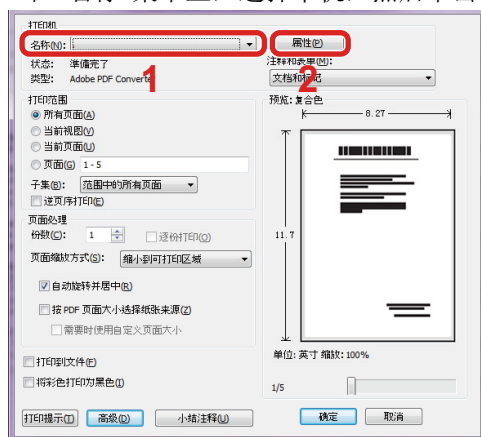 打印机
名称(N):
属性(P)
1
2
状态: 準備完了
类型: Adobe PDF Converter
注释和表单(M):
文档和标记
打印范围
所有页面(A)
当前视图(V)
当前页面(U)
页面(G) 1 - 5
子集(B): 范围中的所有页面
逆页序打印(E)
页面处理
份数(C): 1 逐份打印(O)
页面缩放方式(S): 缩小到可打印区域
自动旋转并居中(R)
按 PDF 页面大小选择纸张来源(Z)
需要时使用自定义页面大小
打印到文件(F)
将彩色打印为黑色(I)
预览: 复合色
8.27
11.7
单位: 英寸 缩放: 100%
1/5
打印提示(T) 高级(D) 小结注释(U) 确定 取消